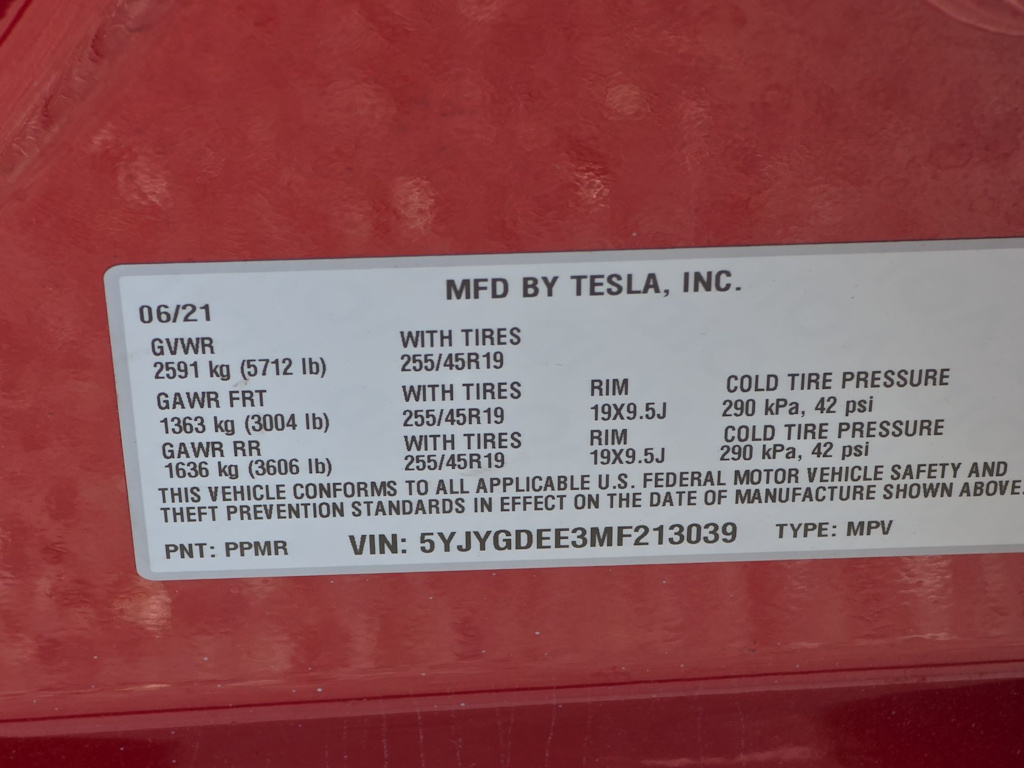 MFD BY TESLA, INC.
06/21
GVWR WITH TIRES
2591 kg (5712 lb) 255/45R19
GAWR FRT WITH TIRES RIM COLD TIRE PRESSURE
1363 kg (3004 lb) 255/45R19 19X9.5J 290 kPa, 42 psi
GAWR RR WITH TIRES RIM COLD TIRE PRESSURE
1636 kg (3606 lb) 255/45R19 19X9.5J 290 kPa, 42 psi
THIS VEHICLE CONFORMS TO ALL APPLICABLE U.S. FEDERAL MOTOR VEHICLE SAFETY AND
THEFT PREVENTION STANDARDS IN EFFECT ON THE DATE OF MANUFACTURE SHOWN ABOVE.
PNT: PPMR VIN: 5YJYGDEE3MF213039 TYPE: MPV